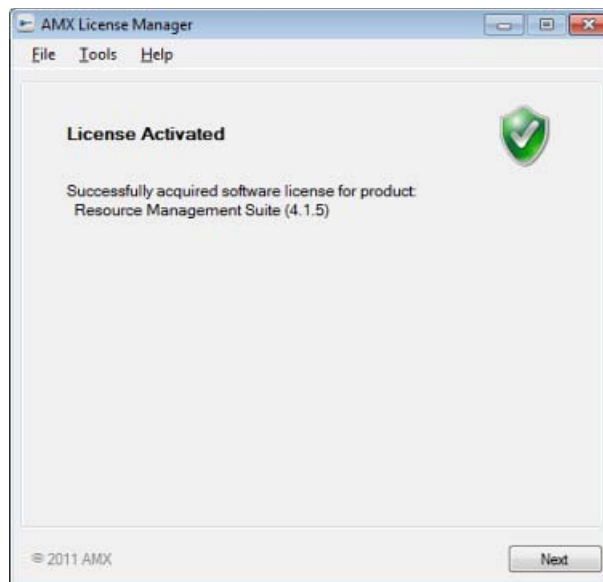 AMX License Manager
File Tools Help
License Activated
Successfully acquired software license for product:
Resource Management Suite (4.1.5)
© 2011 AMX
Next